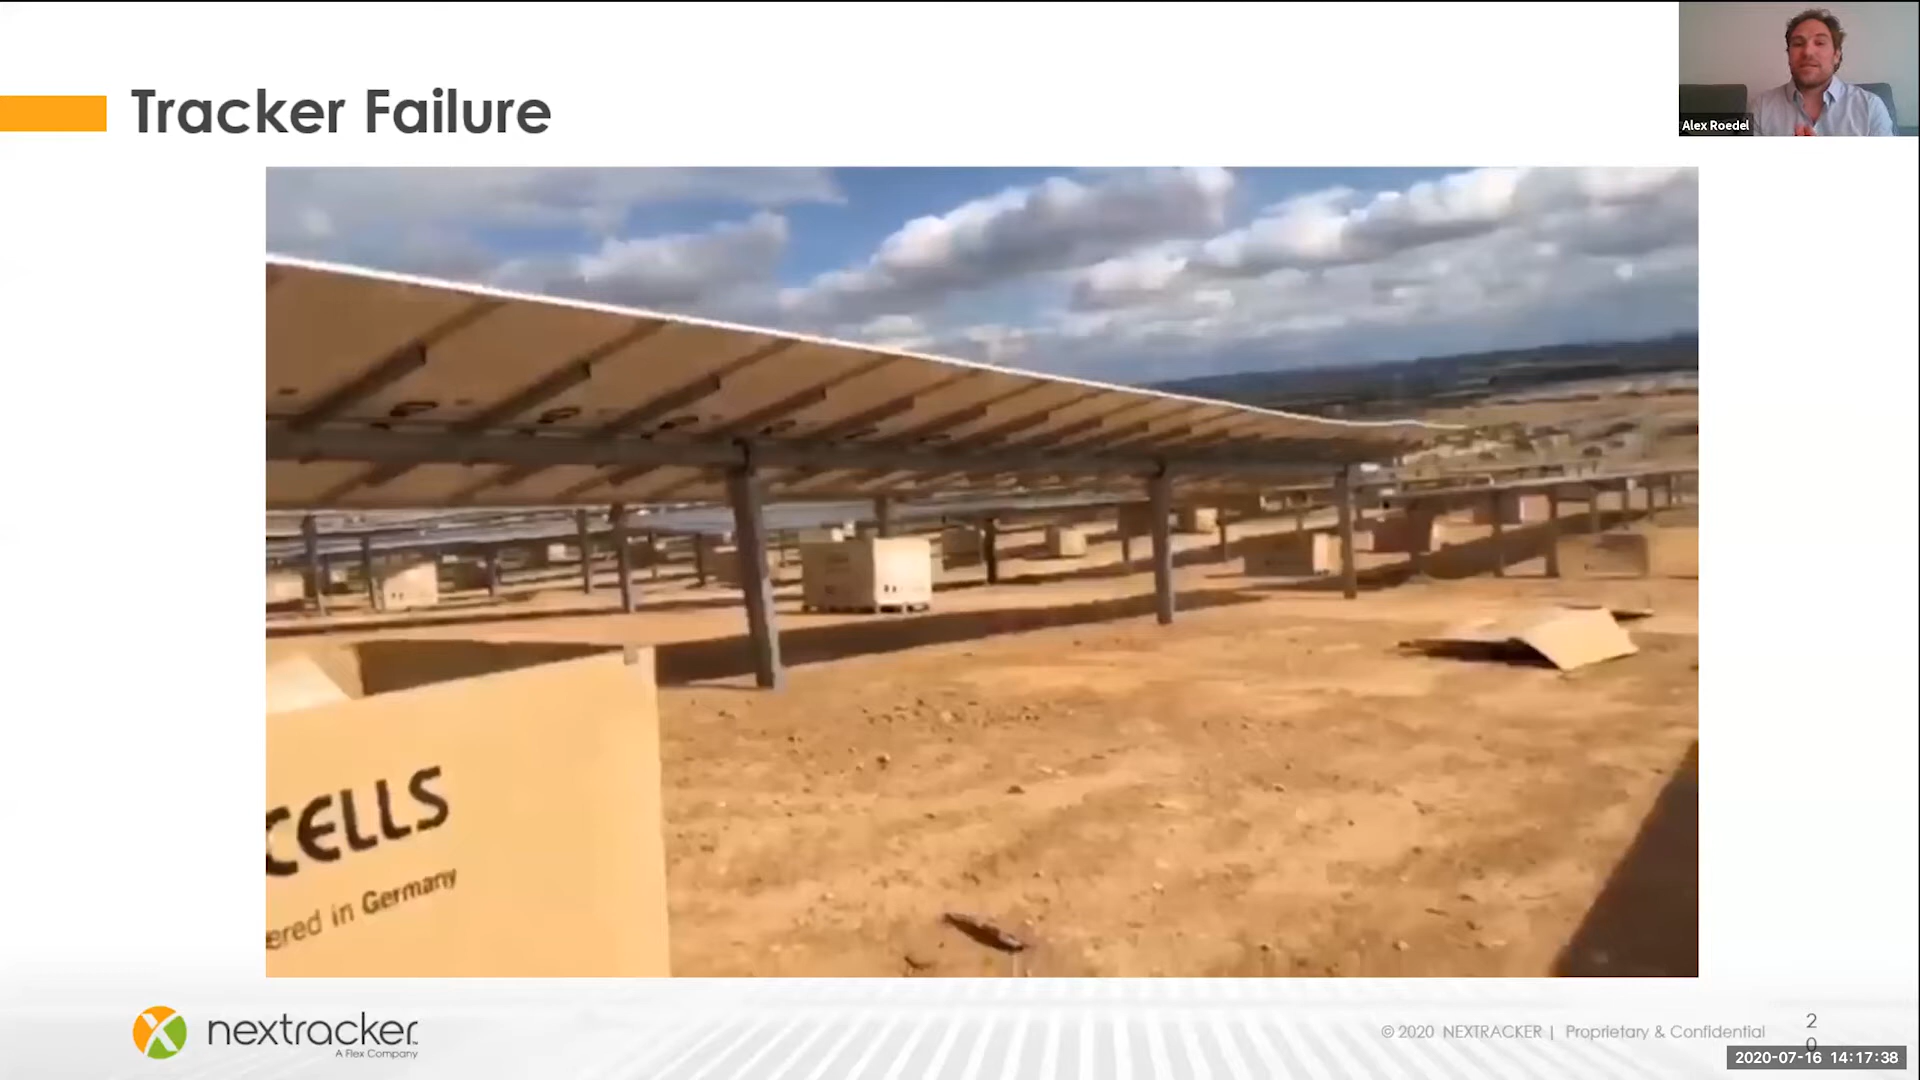 Tracker Failure
Alex Roedel
CELLS
ered in Germany
nextracker
A Flex Company
© 2020 NEXTRACKER | Proprietary & Confidential
20
2020-07-16 14:17:38